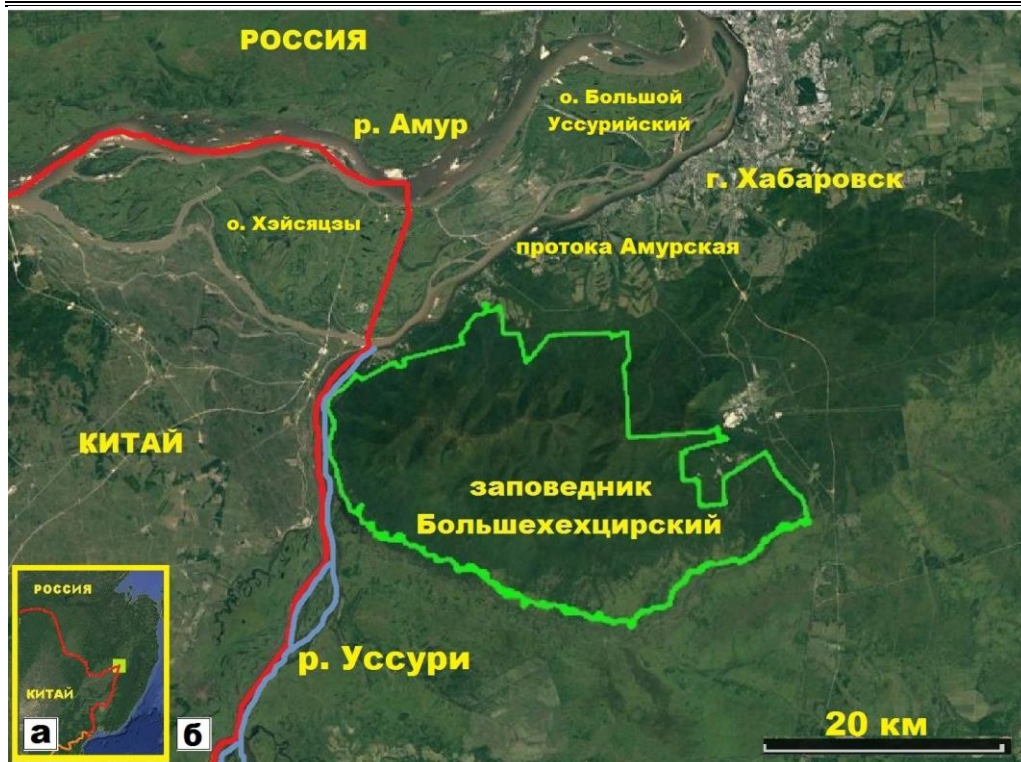 РОССИЯ
р. Амур
о. Большой
Уссурийский
г. Хабаровск
о. Хэйсяцзы
протока Амурская
КИТАЙ
заповедник
Большехехцирский
р. Уссури
20 км
РОССИЯ
КИТАЙ
а
б